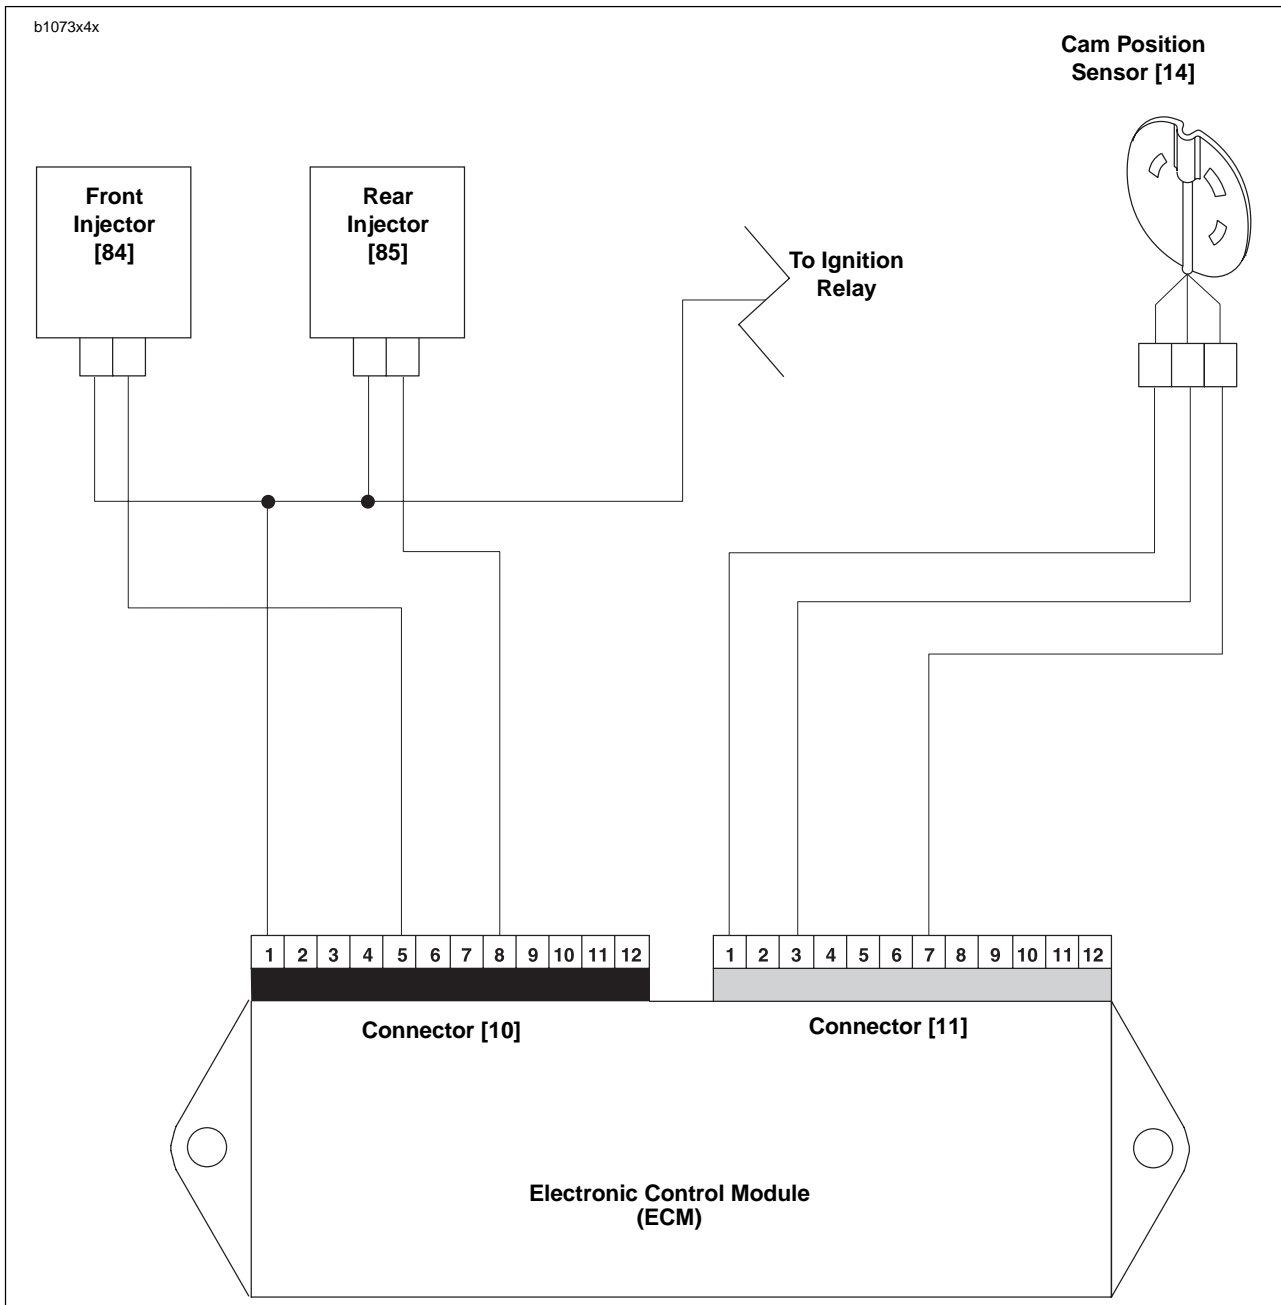 b1073x4x
Cam Position
Sensor [14]
Front
Injector
[84]
Rear
Injector
[85]
To Ignition
Relay
1 2 3 4 5 6 7 8 9 10 11 12
1 2 3 4 5 6 7 8 9 10 11 12
Connector [10]
Connector [11]
Electronic Control Module
(ECM)